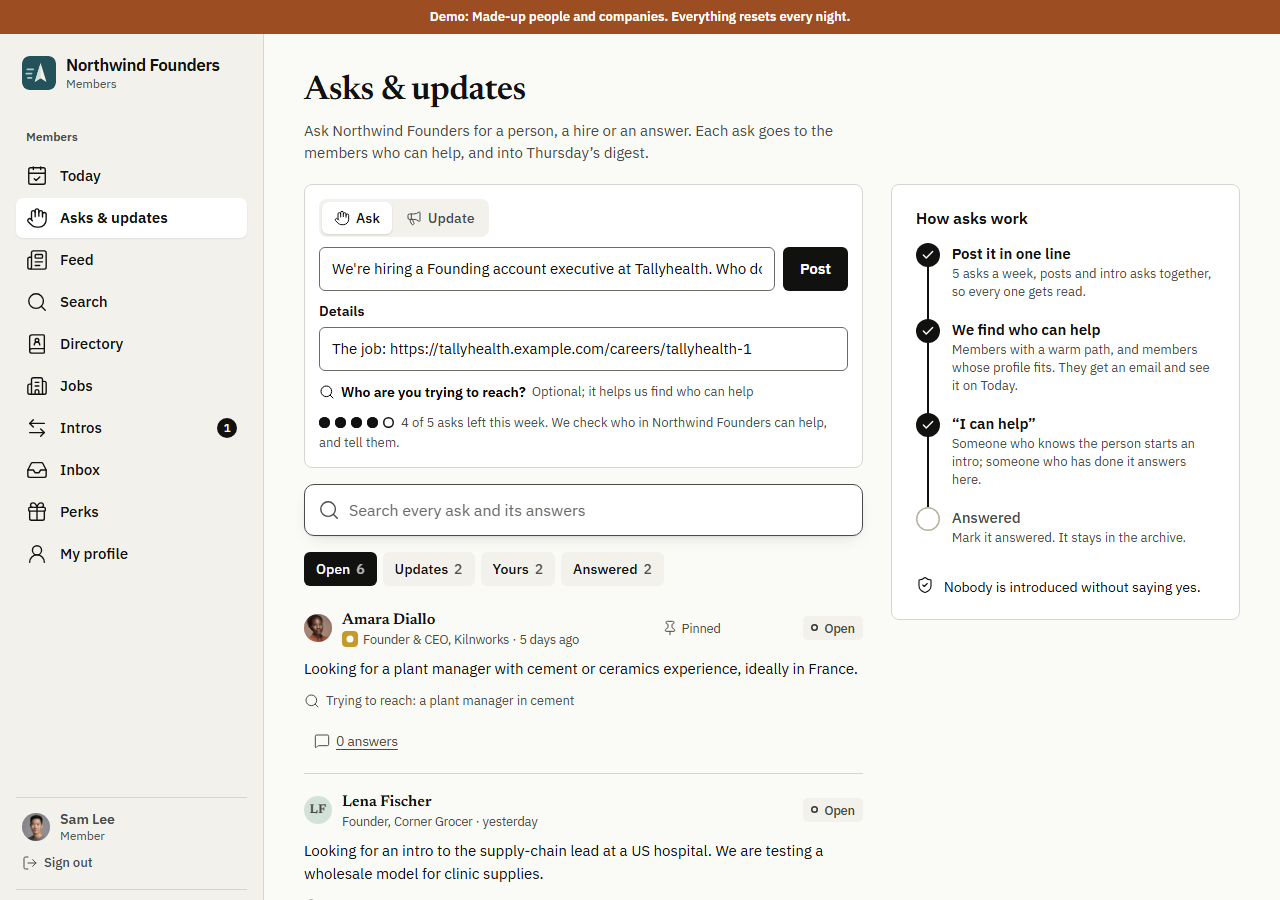 Demo: Made-up people and companies. Everything resets every night.
Northwind Founders
Members
Members
Today
Asks & updates
Feed
Search
Directory
Jobs
Intros
1
Inbox
Perks
My profile
Sam Lee
Member
Sign out
Asks & updates
Ask Northwind Founders for a person, a hire or an answer. Each ask goes to the
members who can help, and into Thursday’s digest.
Ask
Update
We're hiring a Founding account executive at Tallyhealth. Who do
Post
Details
The job: https://tallyhealth.example.com/careers/tallyhealth-1
Who are you trying to reach? Optional; it helps us find who can help
4 of 5 asks left this week. We check who in Northwind Founders can help,
and tell them.
Search every ask and its answers
Open 6
Updates 2
Yours 2
Answered 2
Amara Diallo
Founder & CEO, Kilnworks · 5 days ago
Pinned
Open
Looking for a plant manager with cement or ceramics experience, ideally in France.
Trying to reach: a plant manager in cement
0 answers
LF
Lena Fischer
Founder, Corner Grocer · yesterday
Open
Looking for an intro to the supply-chain lead at a US hospital. We are testing a
wholesale model for clinic supplies.
How asks work
Post it in one line
5 asks a week, posts and intro asks together,
so every one gets read.
We find who can help
Members with a warm path, and members
whose profile fits. They get an email and see
it on Today.
“I can help”
Someone who knows the person starts an
intro; someone who has done it answers
here.
Answered
Mark it answered. It stays in the archive.
Nobody is introduced without saying yes.